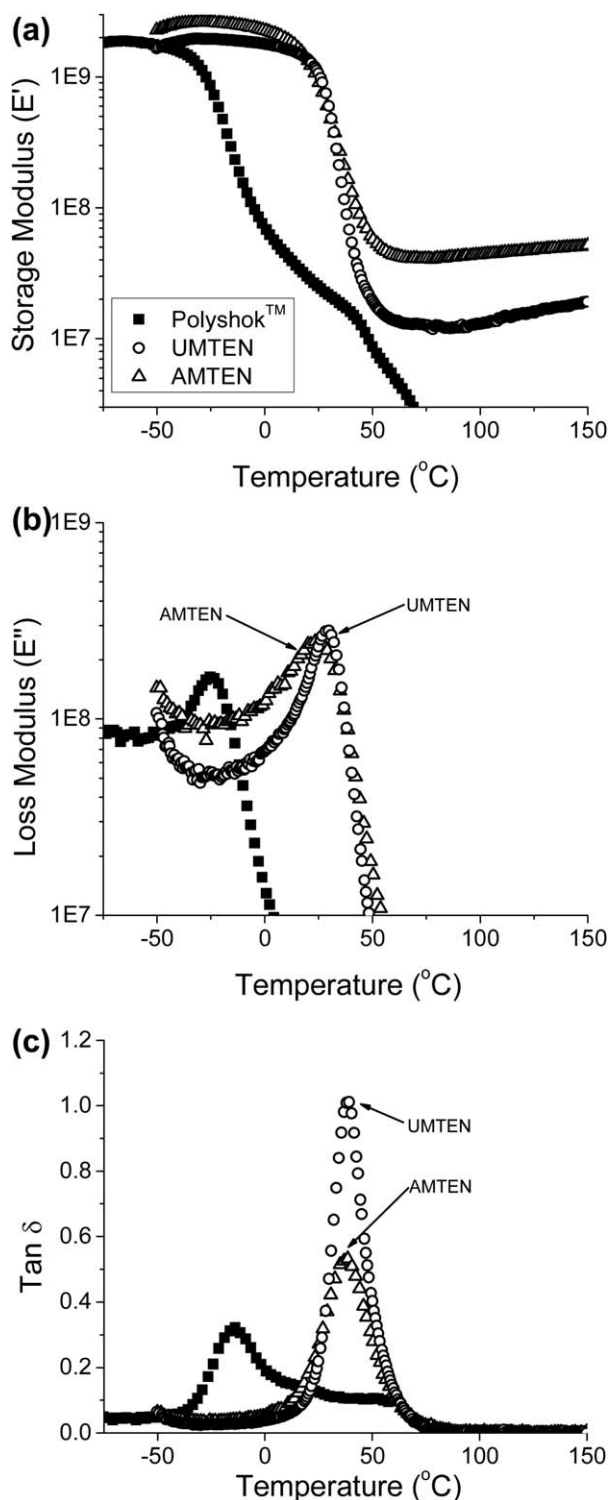 (a)
1E9
1E8
1E7
Storage Modulus (E')
Polyshok™
UMTEN
AMTEN
-50 0 50 100 150
Temperature (°C)
(b)
1E9
1E8
1E7
Loss Modulus (E")
AMTEN
UMTEN
-50 0 50 100 150
Temperature (°C)
(c)
1.2
1.0
0.8
0.6
0.4
0.2
0.0
Tan δ
UMTEN
AMTEN
-50 0 50 100 150
Temperature (°C)